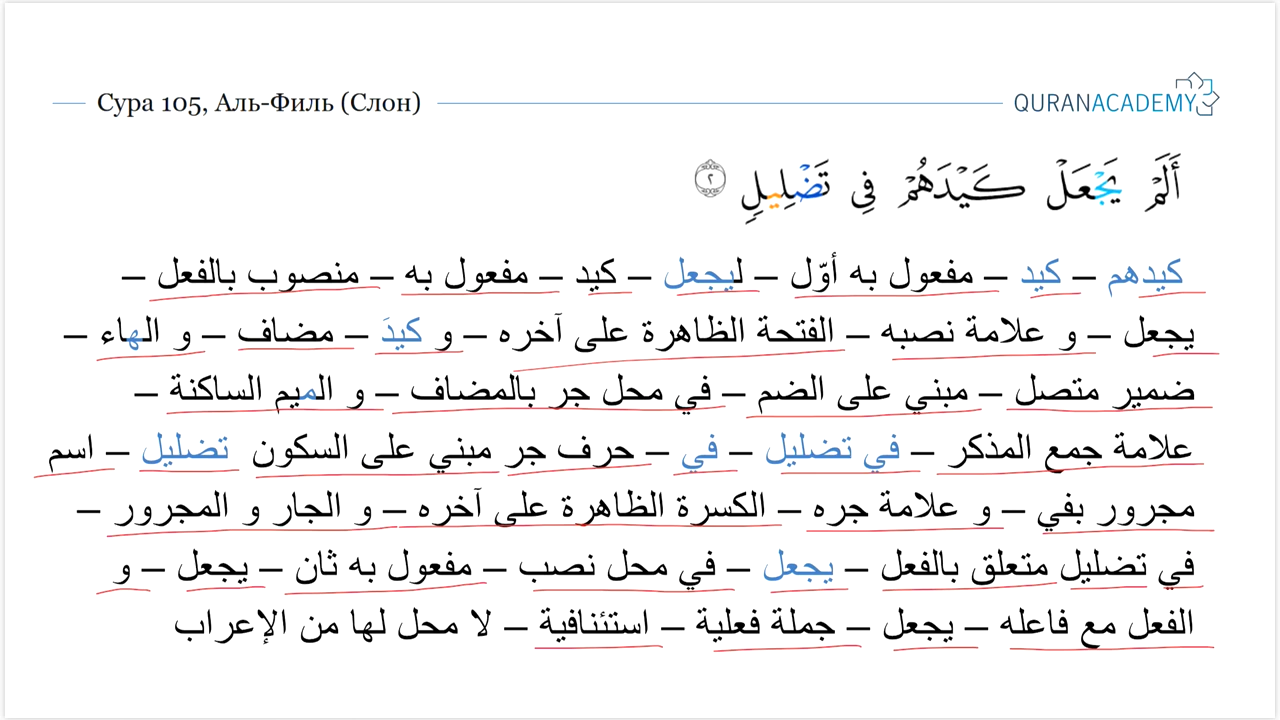 Сура 105, Аль-Филь (Слон)
QURANACADEMY
أَلَمْ يَجْعَلْ كَيْدَهُمْ فِي تَضْلِيلٍ ٢
كيدهم – كيد – مفعول به أوّل – ليجعل – كيد – مفعول به – منصوب بالفعل –
يجعل – و علامة نصبه – الفتحة الظاهرة على آخره – و كيدَ – مضاف – و الهاء –
ضمير متصل – مبني على الضم – في محل جر بالمضاف – و الميم الساكنة –
علامة جمع المذكر – في تضليل – في – حرف جر مبني على السكون تضليل – اسم
مجرور بفي – و علامة جره – الكسرة الظاهرة على آخره – و الجار و المجرور –
في تضليل متعلق بالفعل – يجعل – في محل نصب – مفعول به ثان – يجعل – و
الفعل مع فاعله – يجعل – جملة فعلية – استئنافية – لا محل لها من الإعراب